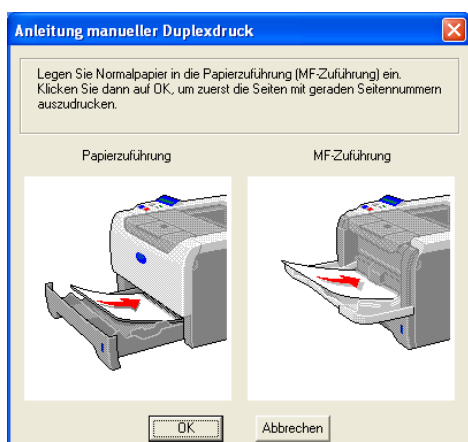 Anleitung manueller Duplexdruck
Legen Sie Normalpapier in die Papierzuführung (MF-Zuführung) ein.
Klicken Sie dann auf OK, um zuerst die Seiten mit geraden Seitennummern
auszudrucken.
Papierzuführung
MF-Zuführung
OK
Abbrechen